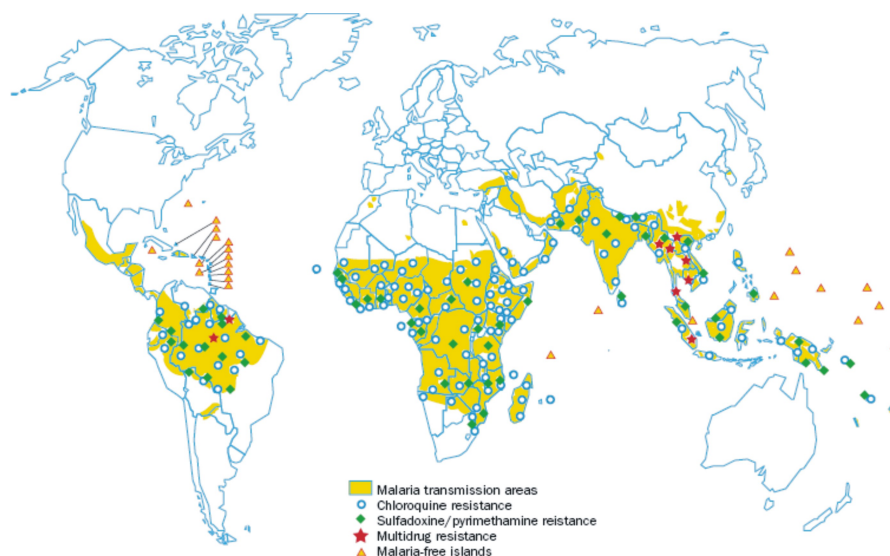 Malaria transmission areas
Chloroquine resistance
Sulfadoxine/pyrimethamine reistance
Multidrug resistance
Malaria-free islands